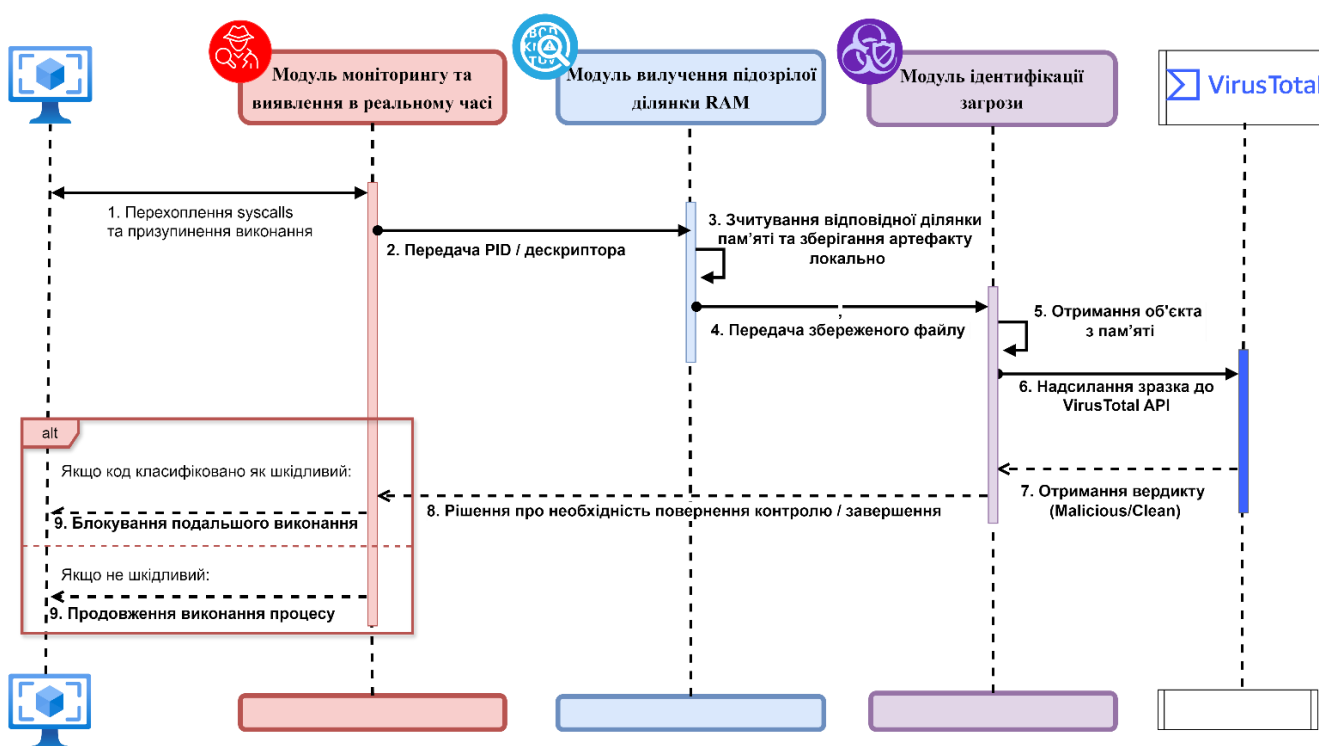 Модуль моніторингу та
виявлення в реальному часі
Модуль вилучення підозрілої
ділянки RAM
Модуль ідентифікації
загрози
VirusTotal
1. Перехоплення syscalls
та призупинення виконання
2. Передача PID / дескриптора
3. Зчитування відповідної ділянки
пам’яті та зберігання артефакту
локально
,
4. Передача збереженого файлу
5. Отримання об'єкта
з пам’яті
6. Надсилання зразка до
VirusTotal API
7. Отримання вердикту
(Malicious/Clean)
8. Рішення про необхідність повернення контролю / завершення
alt
Якщо код класифіковано як шкідливий:
9. Блокування подальшого виконання
Якщо не шкідливий:
9. Продовження виконання процесу